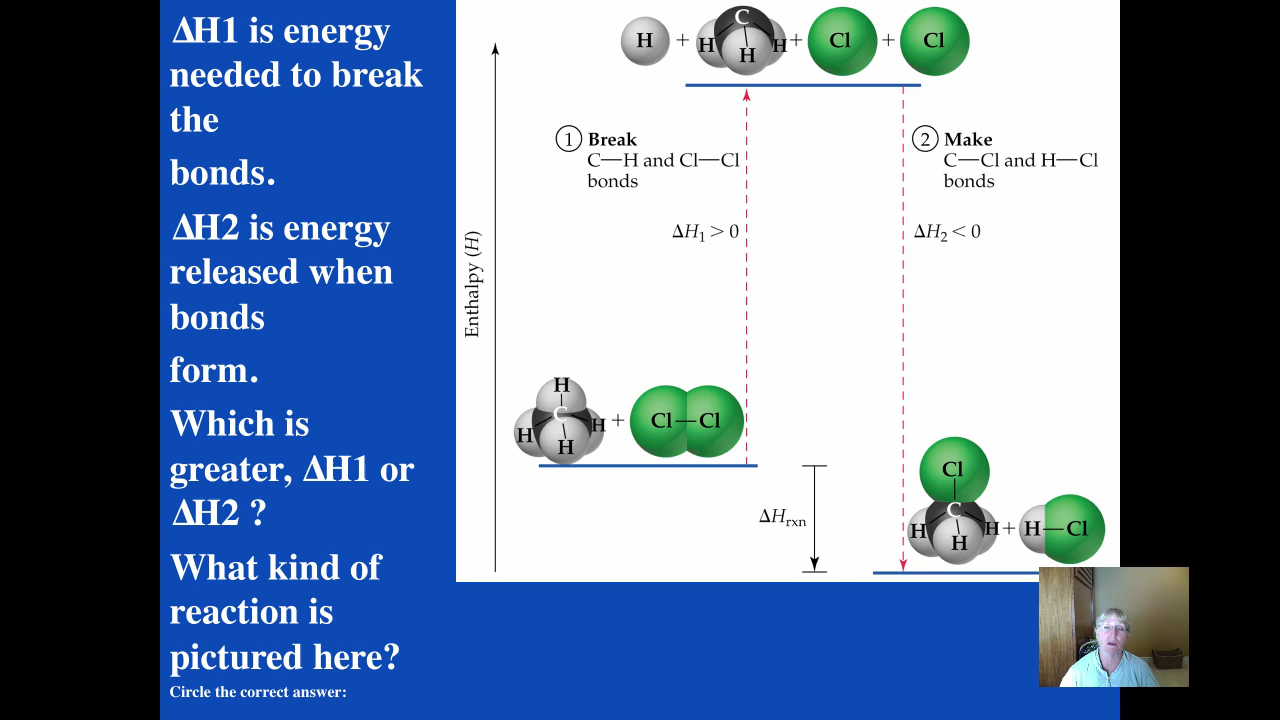 ΔH1 is energy
needed to break
the
bonds.
ΔH2 is energy
released when
bonds
form.
Which is
greater, ΔH1 or
ΔH2 ?
What kind of
reaction is
pictured here?
Circle the correct answer:
H + C H H H + Cl + Cl
1 Break
C—H and Cl—Cl
bonds
ΔH1 > 0
2 Make
C—Cl and H—Cl
bonds
ΔH2 < 0
Enthalpy (H)
H
C
H H
H
+ Cl—Cl
ΔHrxn
Cl
C
H H
H
+ H—Cl